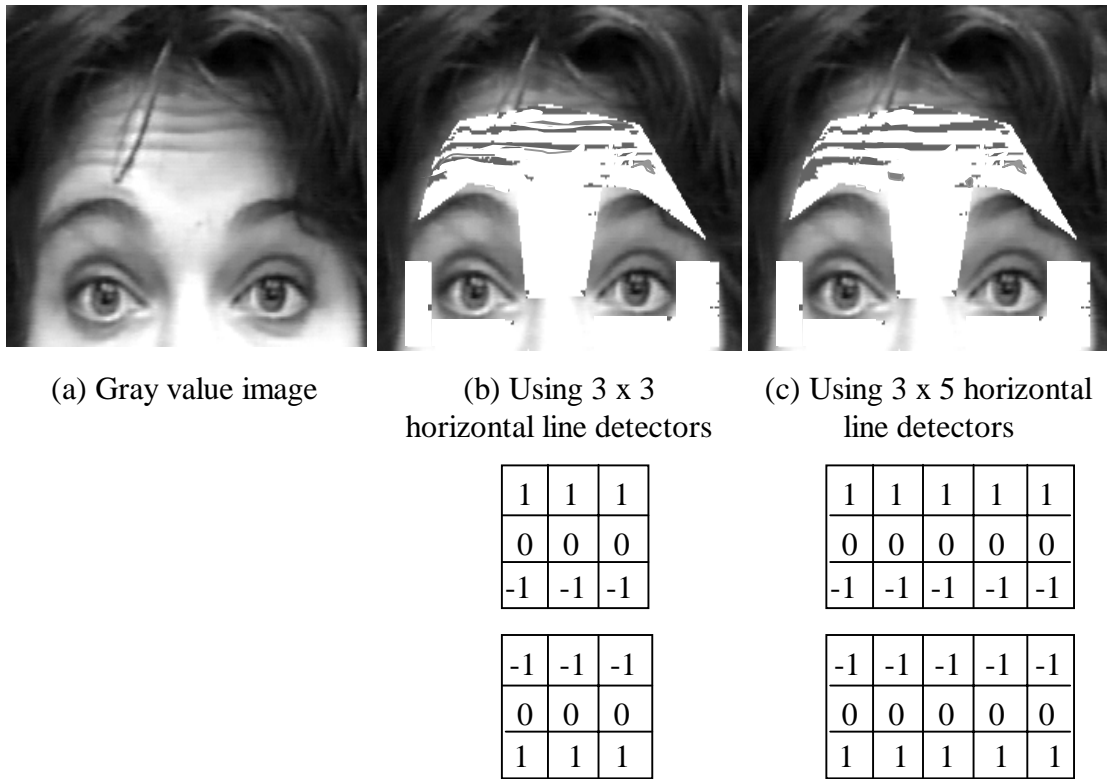 (a) Gray value image
(b) Using 3 x 3
horizontal line detectors
(c) Using 3 x 5 horizontal
line detectors
1 1 1
0 0 0
-1 -1 -1
1 1 1 1 1
0 0 0 0 0
-1 -1 -1 -1 -1
-1 -1 -1
0 0 0
1 1 1
-1 -1 -1 -1 -1
0 0 0 0 0
1 1 1 1 1